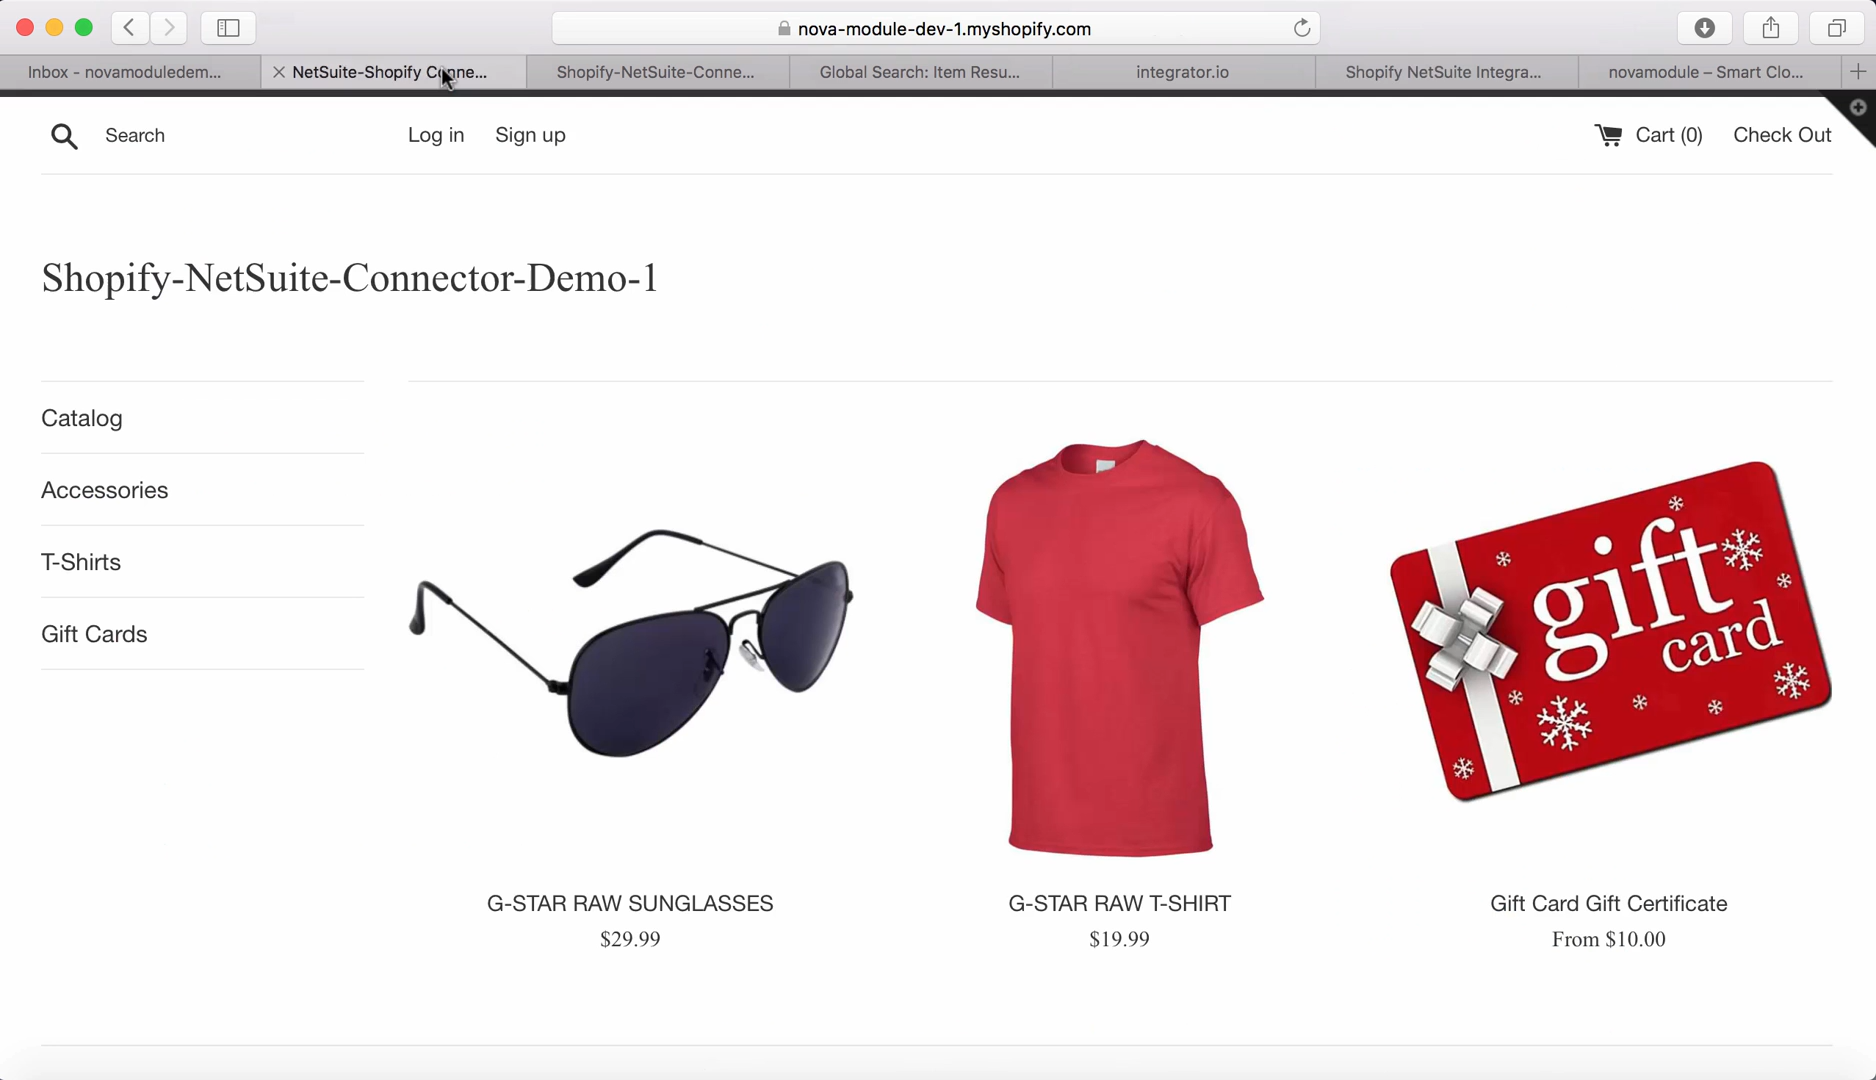 nova-module-dev-1.myshopify.com
Inbox - novamoduledem...
NetSuite-Shopify Conne...
Shopify-NetSuite-Conne...
Global Search: Item Resu...
integrator.io
Shopify NetSuite Integra...
novamodule – Smart Clo...
Search
Log in
Sign up
Cart (0)
Check Out
Shopify-NetSuite-Connector-Demo-1
Catalog
Accessories
T-Shirts
Gift Cards
gift
card
G-STAR RAW SUNGLASSES
$29.99
G-STAR RAW T-SHIRT
$19.99
Gift Card Gift Certificate
From $10.00